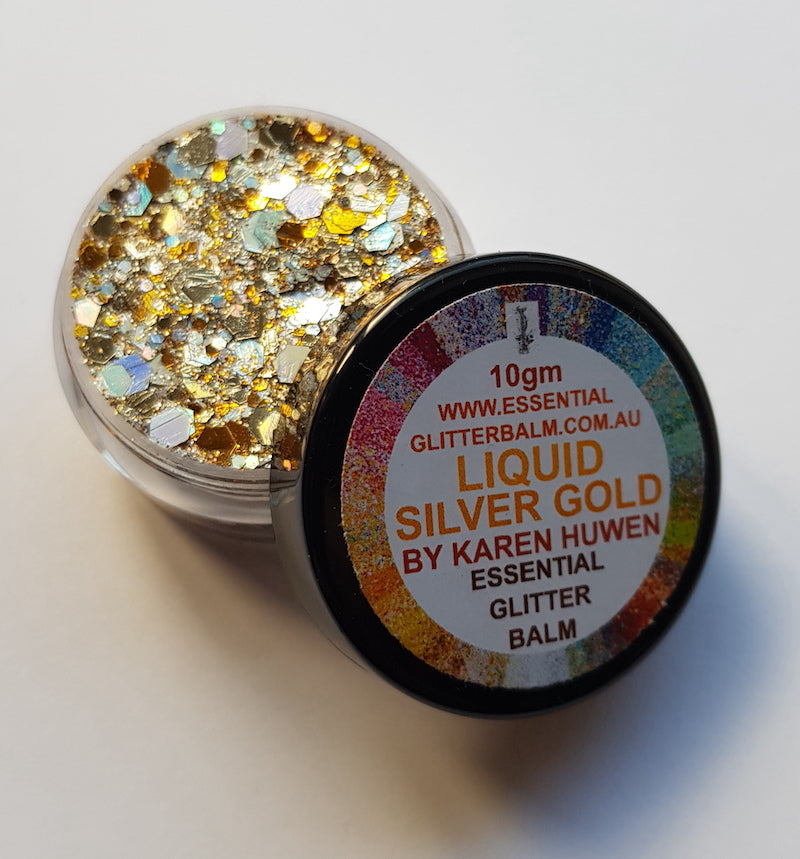 10gm
WWW.ESSENTIAL
GLITTERBALM.COM.AU
LIQUID
SILVER GOLD
BY KAREN HUWEN
ESSENTIAL
GLITTER
BALM